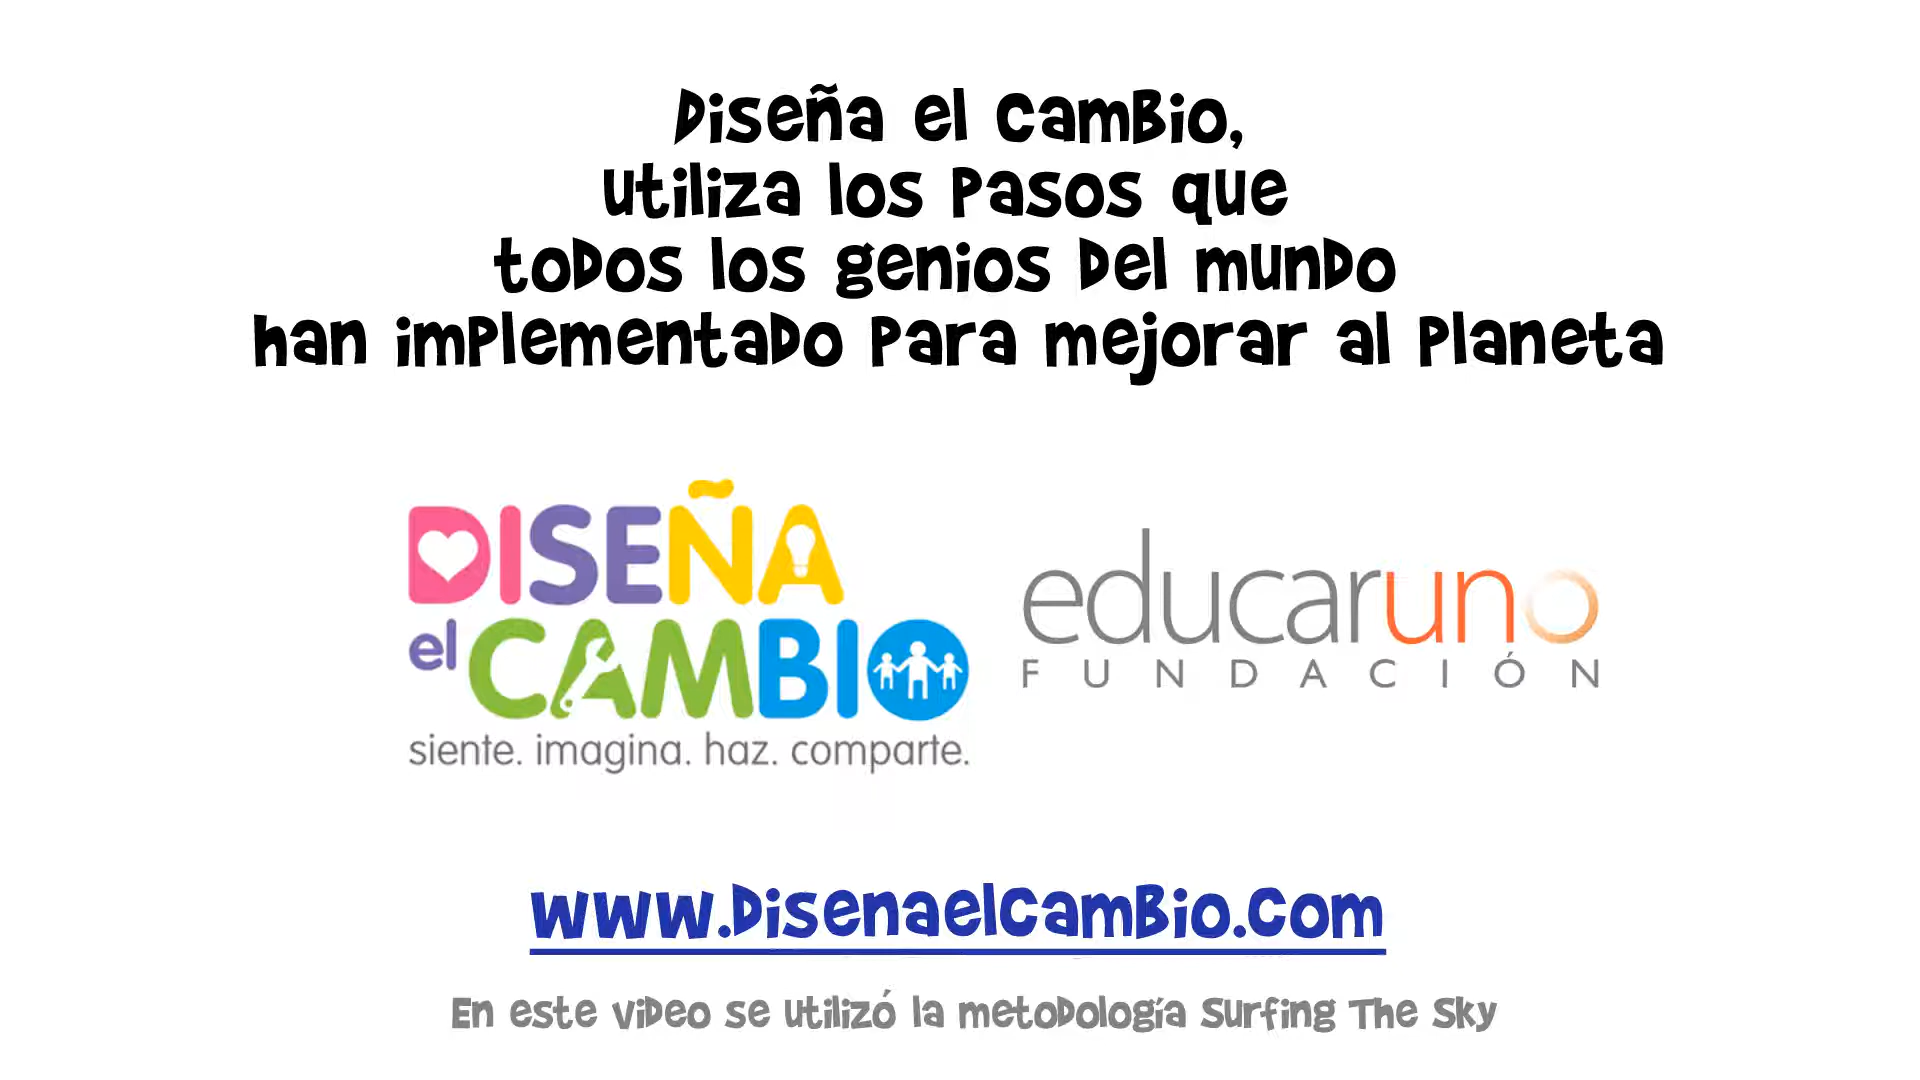 Diseña el cambio,
utiliza los pasos que
todos los genios del mundo
han implementado para mejorar al planeta
DISEÑA
el CAMBIO
siente. imagina. haz. comparte.
educaruno
FUNDACIÓN
www.DisenaelCambio.Com
En este video se utilizó la metodología Surfing The Sky